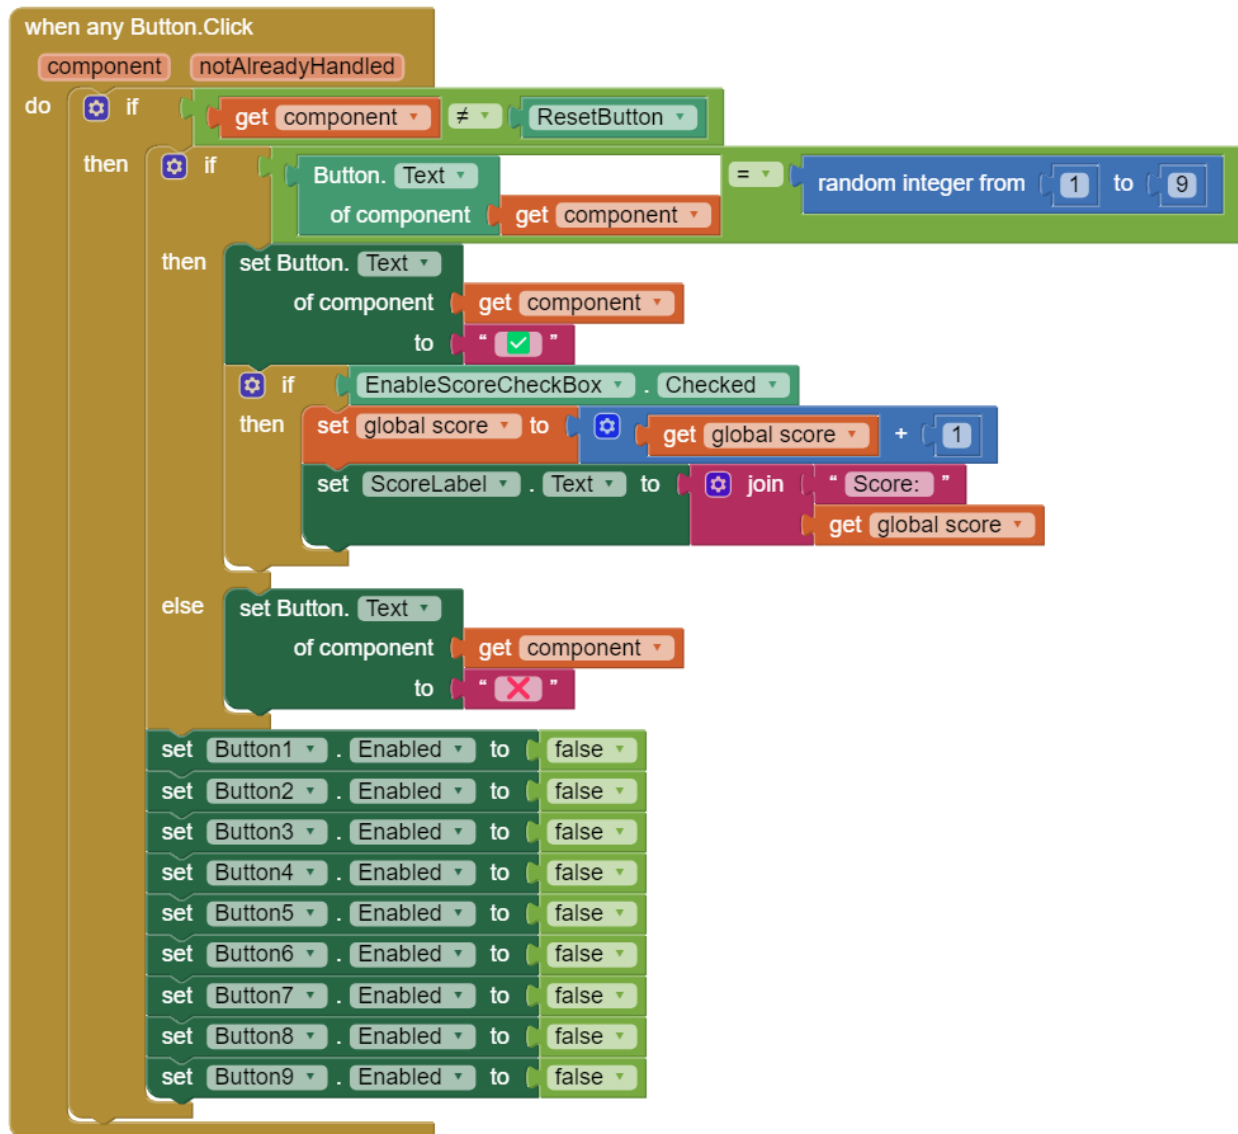 when any Button.Click
component notAlreadyHandled
do if get component ≠ ResetButton
then if Button. Text = random integer from 1 to 9
of component get component
then set Button. Text
of component get component
to “ ✅ ”
if EnableScoreCheckBox . Checked
then set global score to get global score + 1
set ScoreLabel . Text to join “ Score: ”
get global score
else set Button. Text
of component get component
to “ ❌ ”
set Button1 . Enabled to false
set Button2 . Enabled to false
set Button3 . Enabled to false
set Button4 . Enabled to false
set Button5 . Enabled to false
set Button6 . Enabled to false
set Button7 . Enabled to false
set Button8 . Enabled to false
set Button9 . Enabled to false